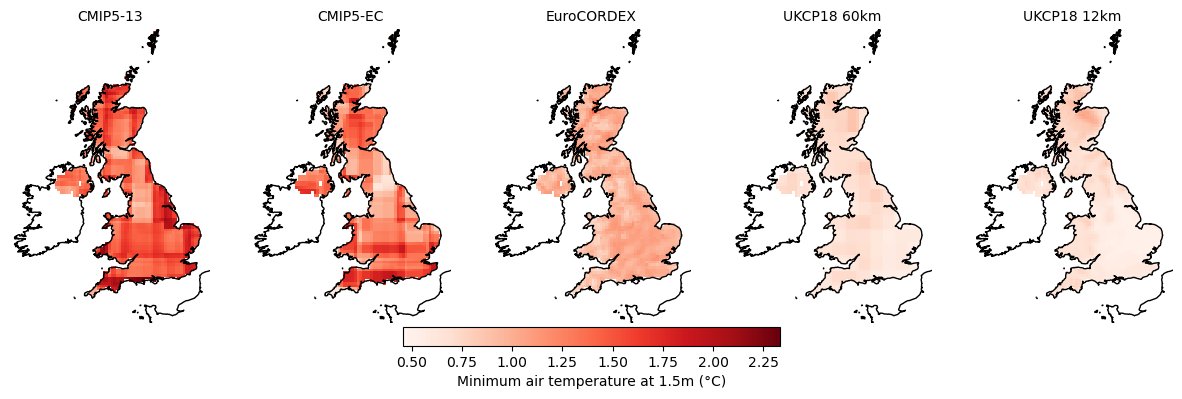 CMIP5-13 CMIP5-EC EuroCORDEX UKCP18 60km UKCP18 12km
0.50 0.75 1.00 1.25 1.50 1.75 2.00 2.25
Minimum air temperature at 1.5m (°C)